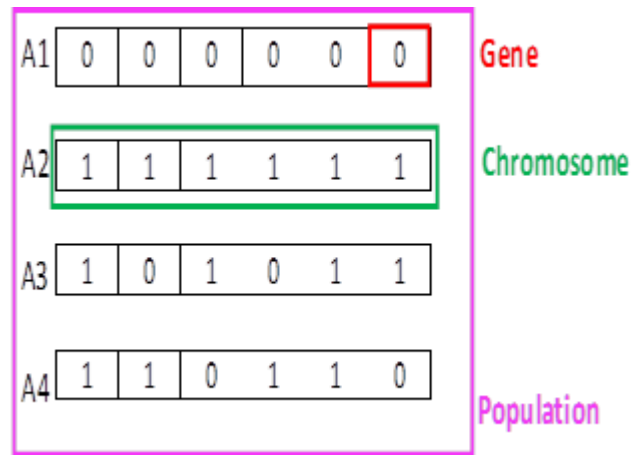 A1 0 0 0 0 0 0 Gene
A2 1 1 1 1 1 1 Chromosome
A3 1 0 1 0 1 1
A4 1 1 0 1 1 0
Population